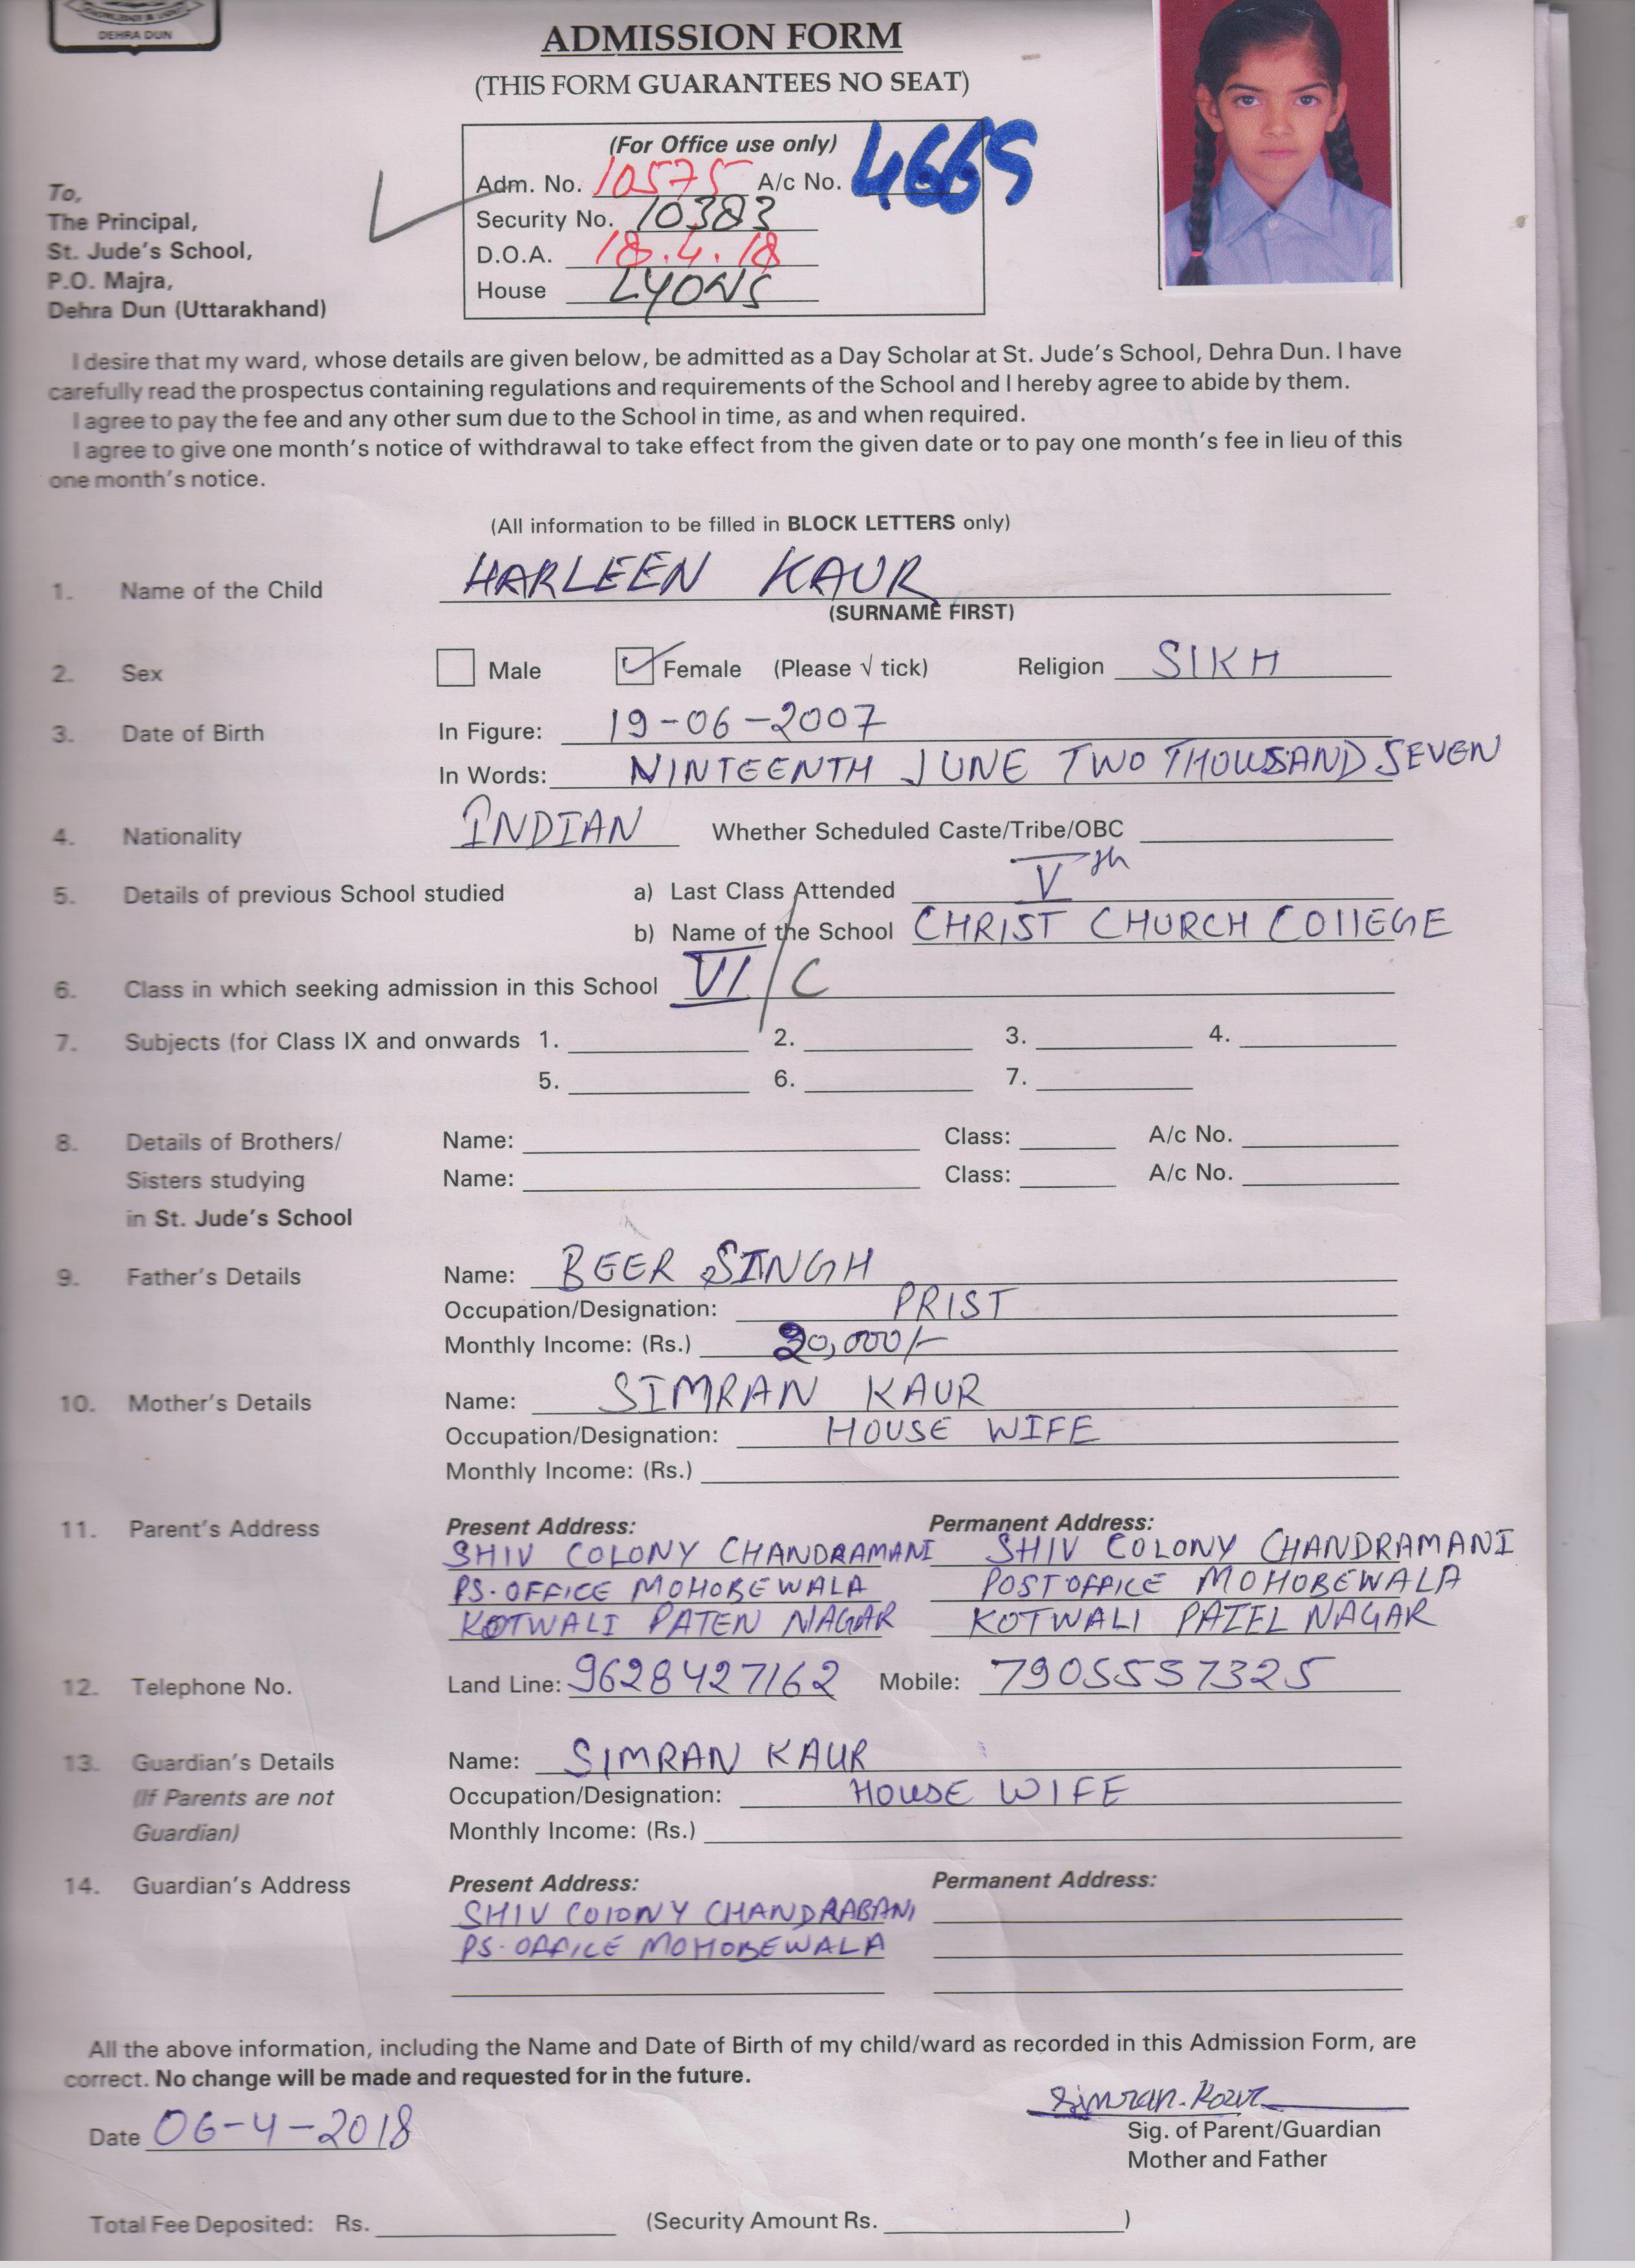 DEHRA DUN
ADMISSION FORM
(THIS FORM GUARANTEES NO SEAT)
(For Office use only)
Adm. No. 10575 A/c No. 4665
Security No. 10383
D.O.A. 18.4.18
House LYONS
To,
The Principal,
St. Jude's School,
P.O. Majra,
Dehra Dun (Uttarakhand)
I desire that my ward, whose details are given below, be admitted as a Day Scholar at St. Jude's School, Dehra Dun. I have
carefully read the prospectus containing regulations and requirements of the School and I hereby agree to abide by them.
I agree to pay the fee and any other sum due to the School in time, as and when required.
I agree to give one month's notice of withdrawal to take effect from the given date or to pay one month's fee in lieu of this
one month's notice.
(All information to be filled in BLOCK LETTERS only)
1. Name of the Child HARLEEN KAUR
(SURNAME FIRST)
2. Sex Male Female (Please √ tick) Religion SIKH
3. Date of Birth In Figure: 19-06-2007
In Words: NINTEENTH JUNE TWO THOUSAND SEVEN
4. Nationality INDIAN Whether Scheduled Caste/Tribe/OBC
5. Details of previous School studied a) Last Class Attended Vth
b) Name of the School CHRIST CHURCH COllEGE
6. Class in which seeking admission in this School VI/C
7. Subjects (for Class IX and onwards 1. 2. 3. 4.
5. 6. 7.
8. Details of Brothers/ Name: Class: A/c No.
Sisters studying Name: Class: A/c No.
in St. Jude's School
9. Father's Details Name: BEER SINGH
Occupation/Designation: PRIST
Monthly Income: (Rs.) 20,000/-
10. Mother's Details Name: SIMRAN KAUR
Occupation/Designation: HOUSE WIFE
Monthly Income: (Rs.)
11. Parent's Address Present Address: Permanent Address:
SHIV COLONY CHANDRAMANI SHIV COLONY CHANDRAMANI
PS.OFFICE MOHOBEWALA POST OFFICE MOHOBEWALA
KOTWALI PATEN NAGAR KOTWALI PATEL NAGAR
12. Telephone No. Land Line: 9628427162 Mobile: 7905557325
13. Guardian's Details Name: SIMRAN KAUR
(If Parents are not Occupation/Designation: HOUSE WIFE
Guardian) Monthly Income: (Rs.)
14. Guardian's Address Present Address: Permanent Address:
SHIV COlONY CHANDRABANI
PS.OFFICE MOHOBEWALA
All the above information, including the Name and Date of Birth of my child/ward as recorded in this Admission Form, are
correct. No change will be made and requested for in the future.
Simran.Kaur
Date 06-4-2018 Sig. of Parent/Guardian
Mother and Father
Total Fee Deposited: Rs. (Security Amount Rs. )